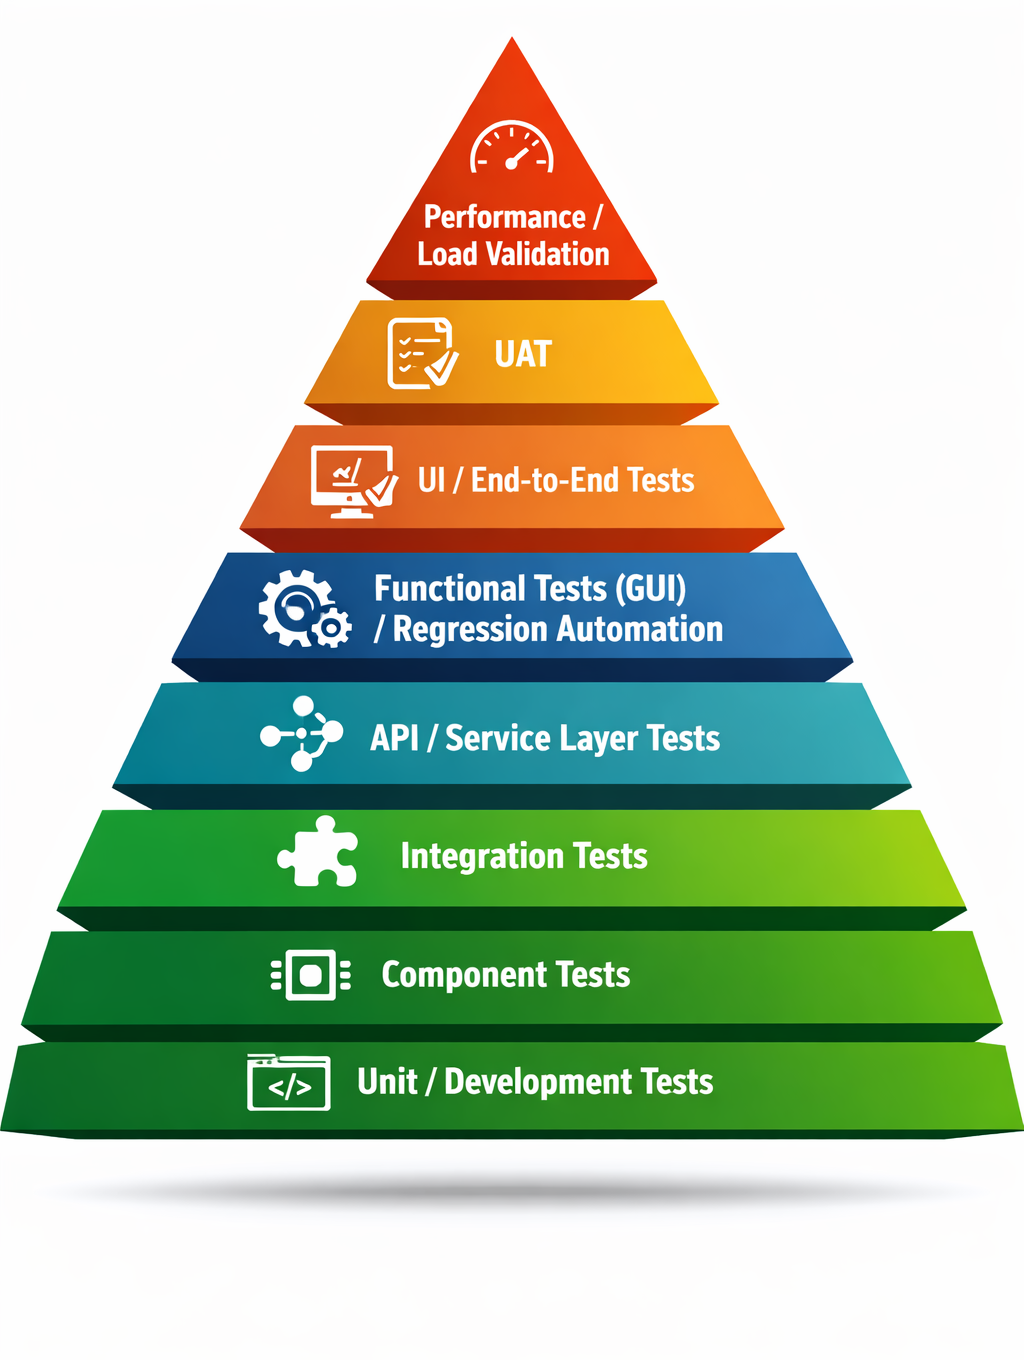 Performance /
Load Validation
UAT
UI / End-to-End Tests
Functional Tests (GUI)
/ Regression Automation
API / Service Layer Tests
Integration Tests
Component Tests
</>
Unit / Development Tests